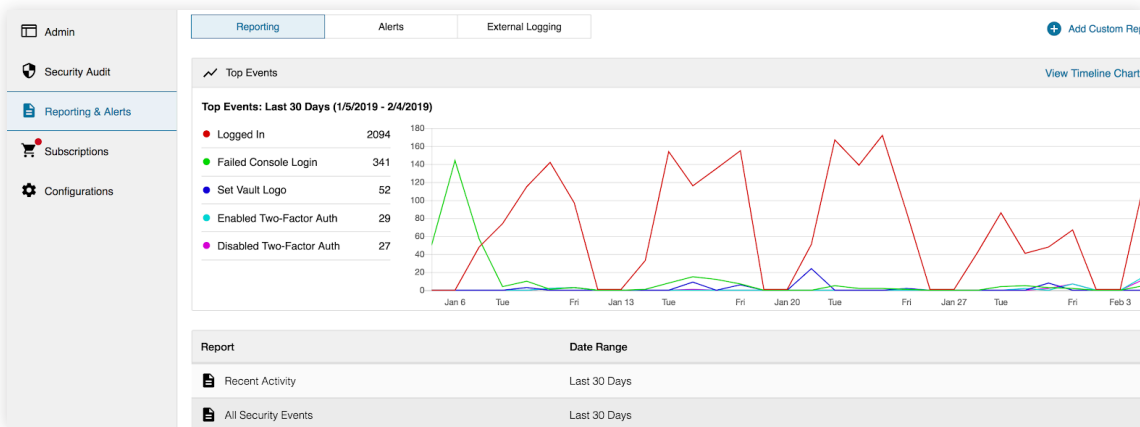 Admin
Security Audit
Reporting & Alerts
Subscriptions
Configurations
Reporting Alerts External Logging
Add Custom Rep
Top Events View Timeline Chart
Top Events: Last 30 Days (1/5/2019 - 2/4/2019)
Logged In 2094
Failed Console Login 341
Set Vault Logo 52
Enabled Two-Factor Auth 29
Disabled Two-Factor Auth 27
180
160
140
120
100
80
60
40
20
0
Jan 6 Tue Fri Jan 13 Tue Fri Jan 20 Tue Fri Jan 27 Tue Fri Feb 3
Report Date Range
Recent Activity Last 30 Days
All Security Events Last 30 Days